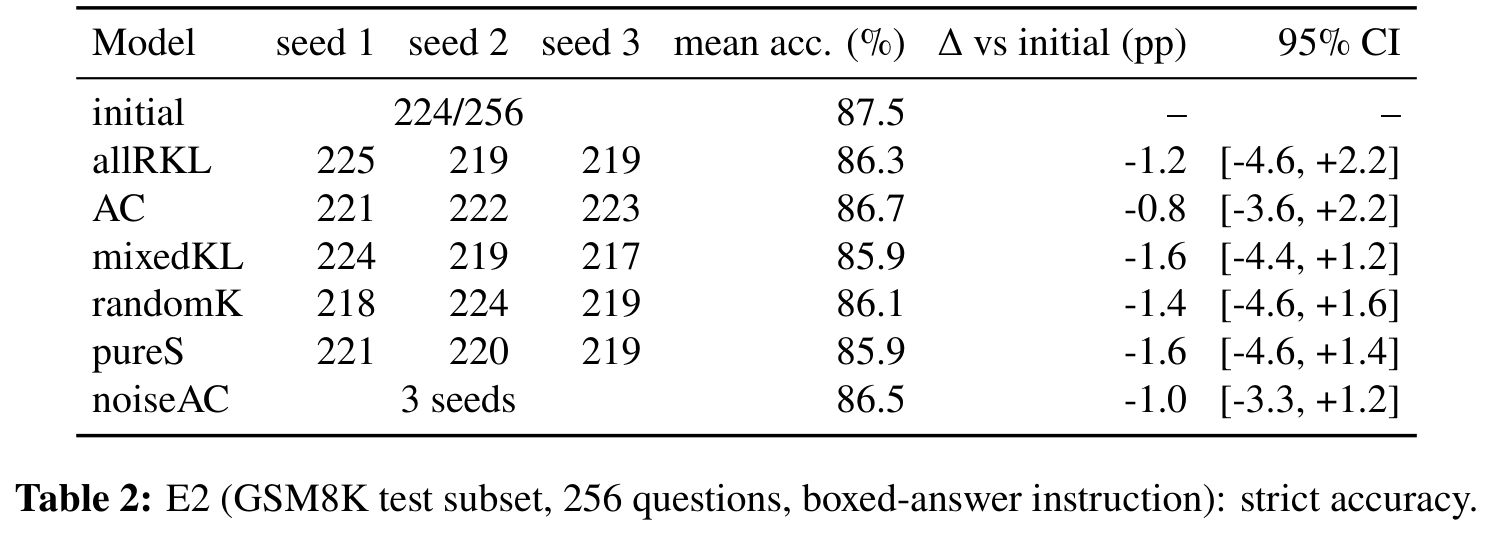 Model seed 1 seed 2 seed 3 mean acc. (%) Δ vs initial (pp) 95% CI
initial 224/256 87.5 – –
allRKL 225 219 219 86.3 -1.2 [-4.6, +2.2]
AC 221 222 223 86.7 -0.8 [-3.6, +2.2]
mixedKL 224 219 217 85.9 -1.6 [-4.4, +1.2]
randomK 218 224 219 86.1 -1.4 [-4.6, +1.6]
pureS 221 220 219 85.9 -1.6 [-4.6, +1.4]
noiseAC 3 seeds 86.5 -1.0 [-3.3, +1.2]
Table 2: E2 (GSM8K test subset, 256 questions, boxed-answer instruction): strict accuracy.